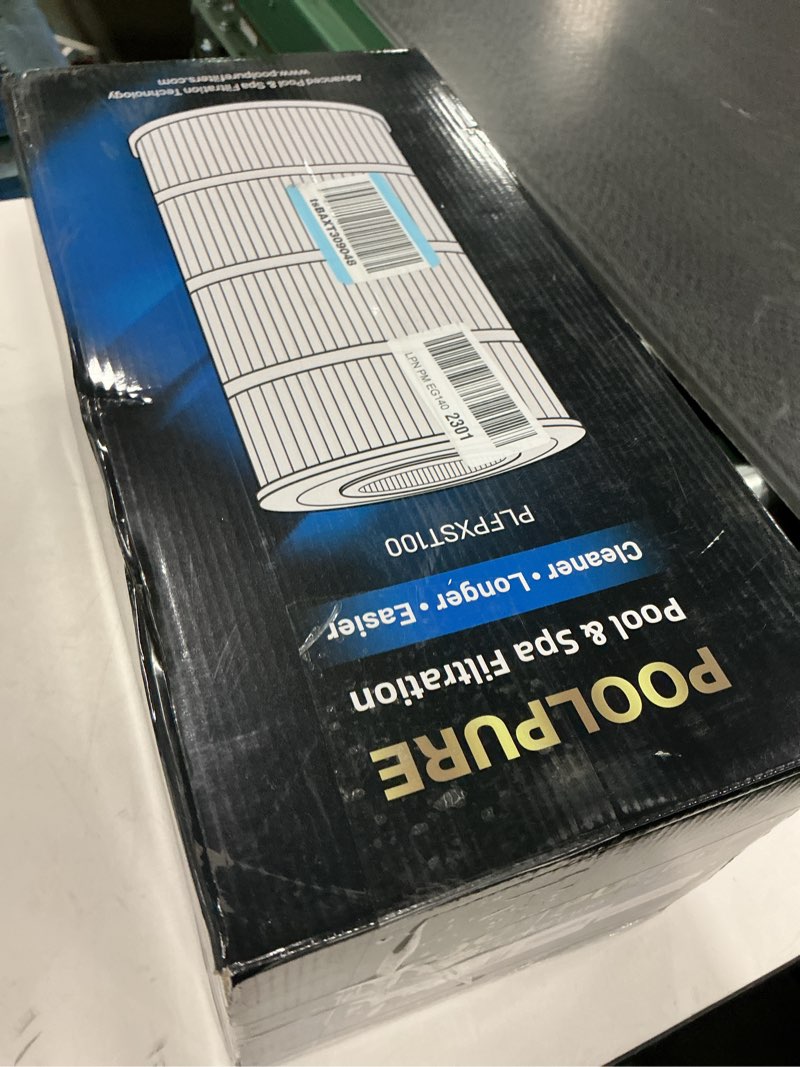 POOLPURE
Pool & Spa Filtration
Cleaner • Longer • Easier
PLFPXST100
LPN PM EG140 2301
tsBAXT309048
www.poolpurefilters.com
Advanced Pool & Spa Filtration Technology